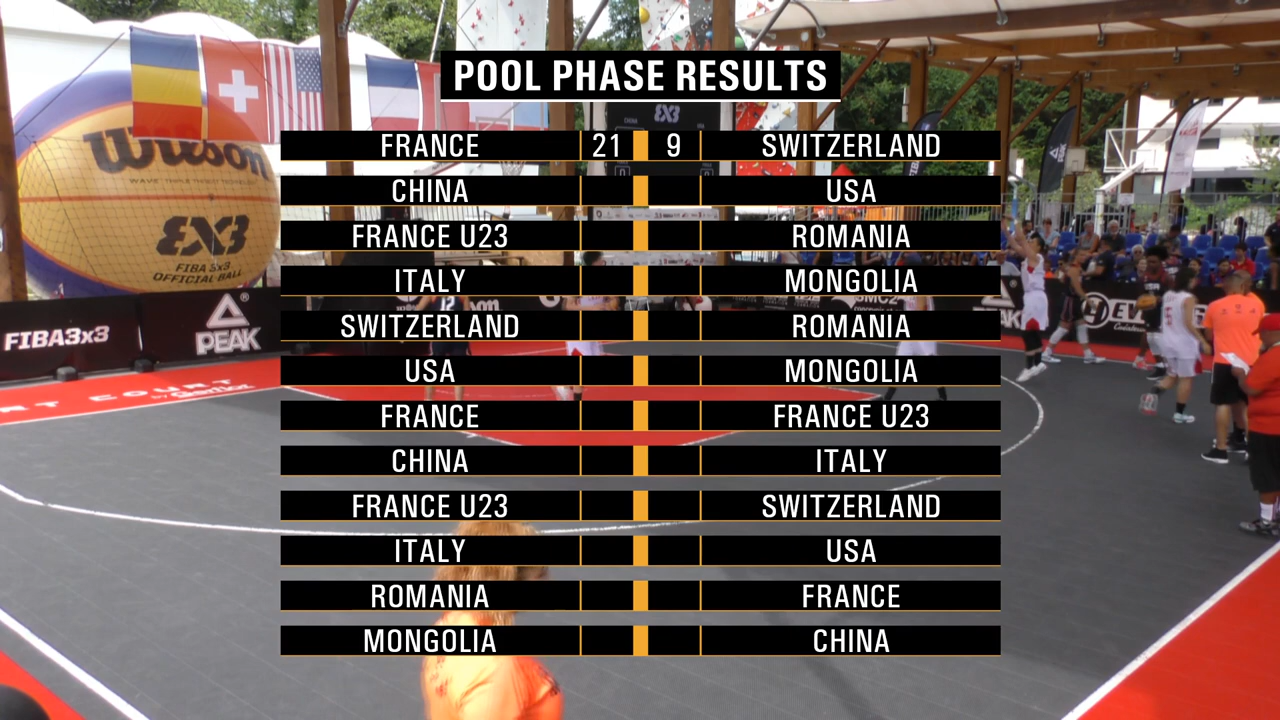 POOL PHASE RESULTS
FRANCE 21 9 SWITZERLAND
CHINA USA
FRANCE U23 ROMANIA
ITALY MONGOLIA
SWITZERLAND ROMANIA
USA MONGOLIA
FRANCE FRANCE U23
CHINA ITALY
FRANCE U23 SWITZERLAND
ITALY USA
ROMANIA FRANCE
MONGOLIA CHINA
Wilson
3X3
FIBA 3x3
OFFICIAL BALL
3X3
FIBA3x3
PEAK
12